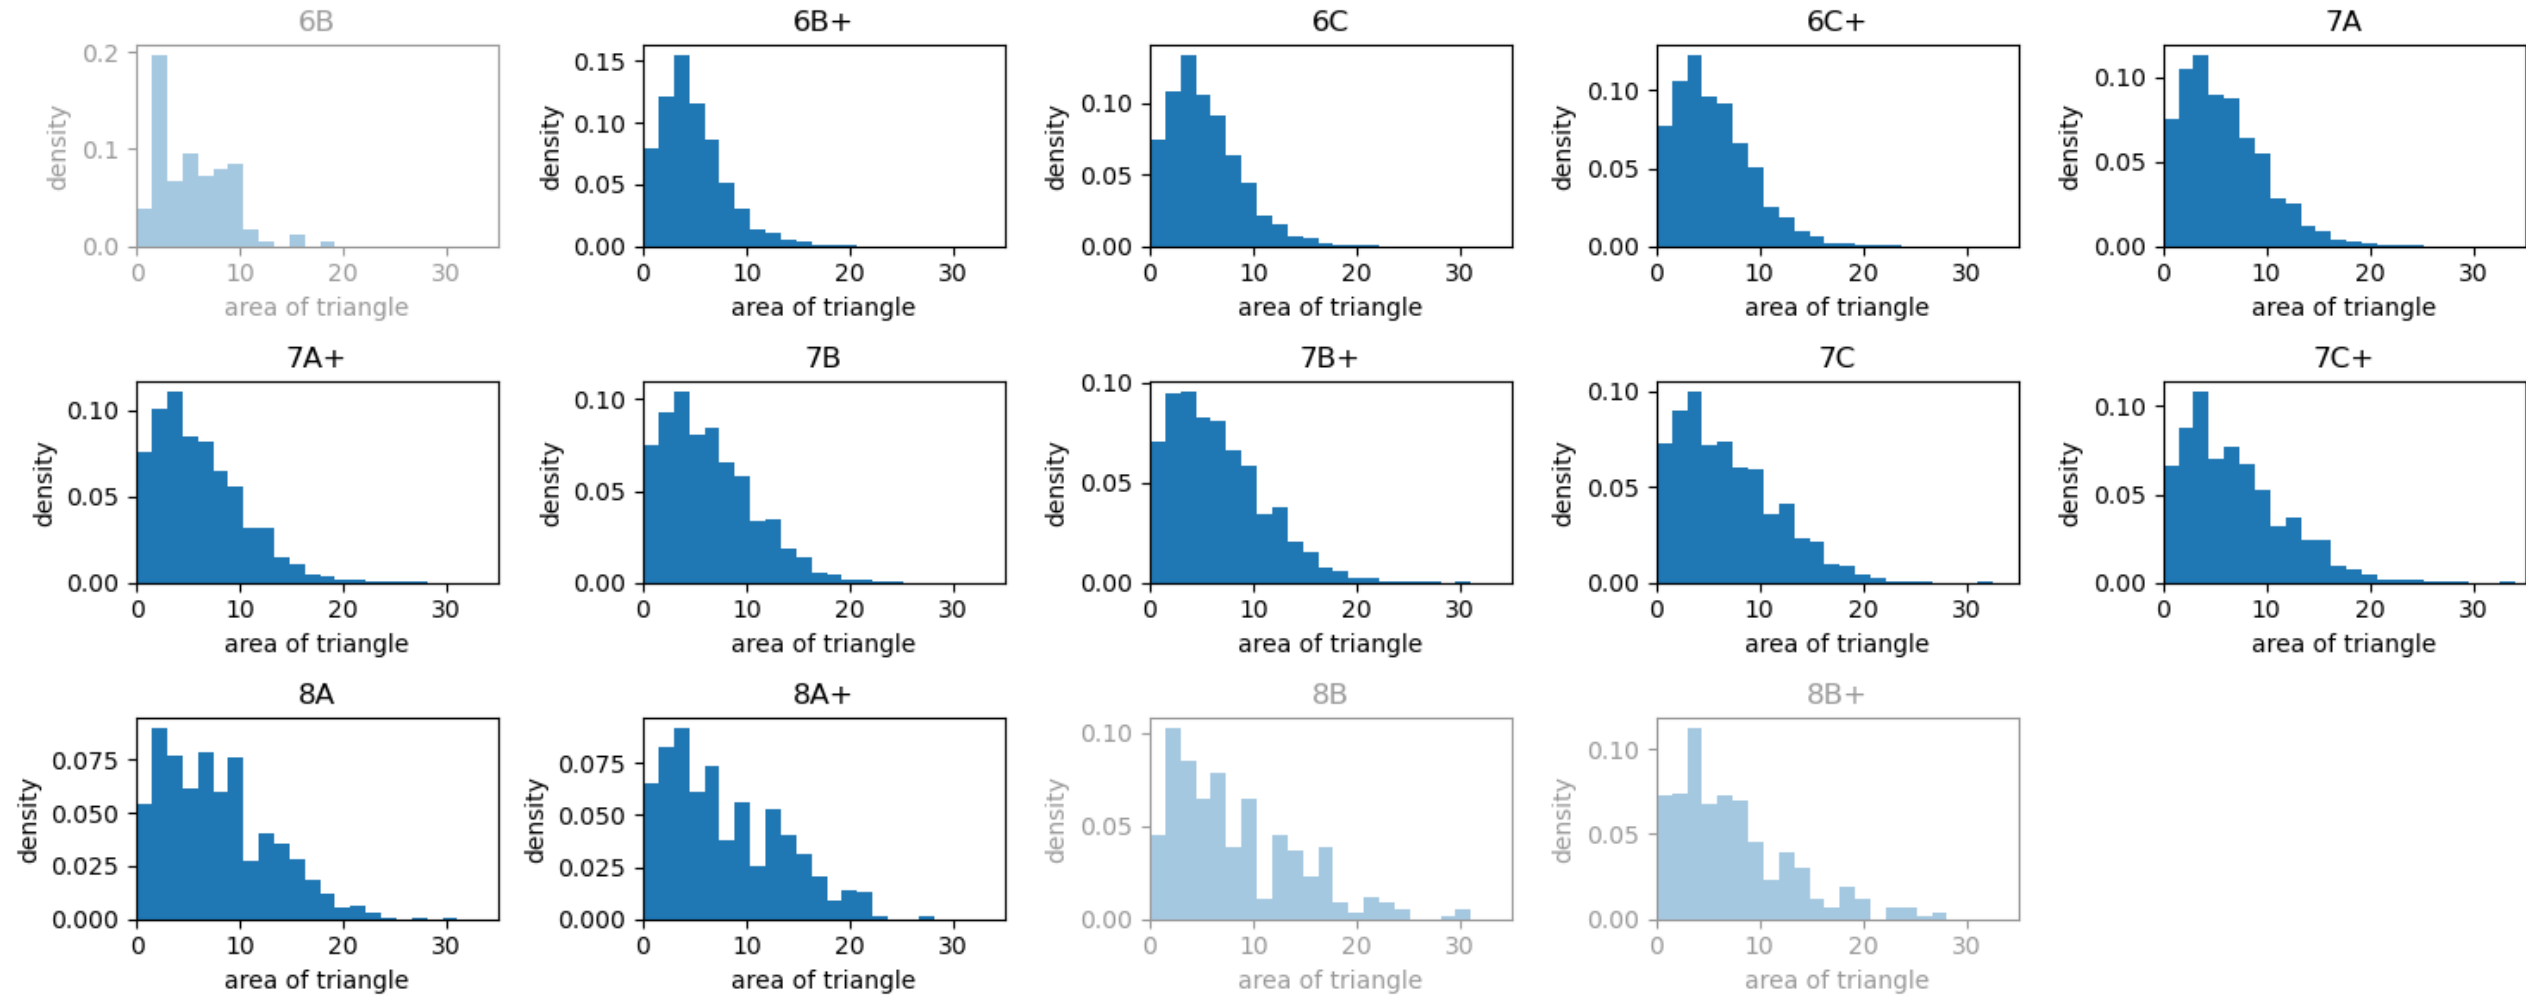 6B 6B+ 6C 6C+ 7A
0.2 0.15 0.10 0.10 0.10
0.1 0.10 0.05 0.05 0.05
0.0 0.05 0.00 0.00 0.00
0.00
density density density density density
0 10 20 30 0 10 20 30 0 10 20 30 0 10 20 30 0 10 20 30
area of triangle area of triangle area of triangle area of triangle area of triangle
7A+ 7B 7B+ 7C 7C+
0.10 0.10 0.10 0.10 0.10
0.05 0.05 0.05 0.05 0.05
0.00 0.00 0.00 0.00 0.00
density density density density density
0 10 20 30 0 10 20 30 0 10 20 30 0 10 20 30 0 10 20 30
area of triangle area of triangle area of triangle area of triangle area of triangle
8A 8A+ 8B 8B+
0.075 0.075 0.10 0.10
0.050 0.050 0.05 0.05
0.025 0.025 0.00 0.00
0.000 0.000
density density density density
0 10 20 30 0 10 20 30 0 10 20 30 0 10 20 30
area of triangle area of triangle area of triangle area of triangle